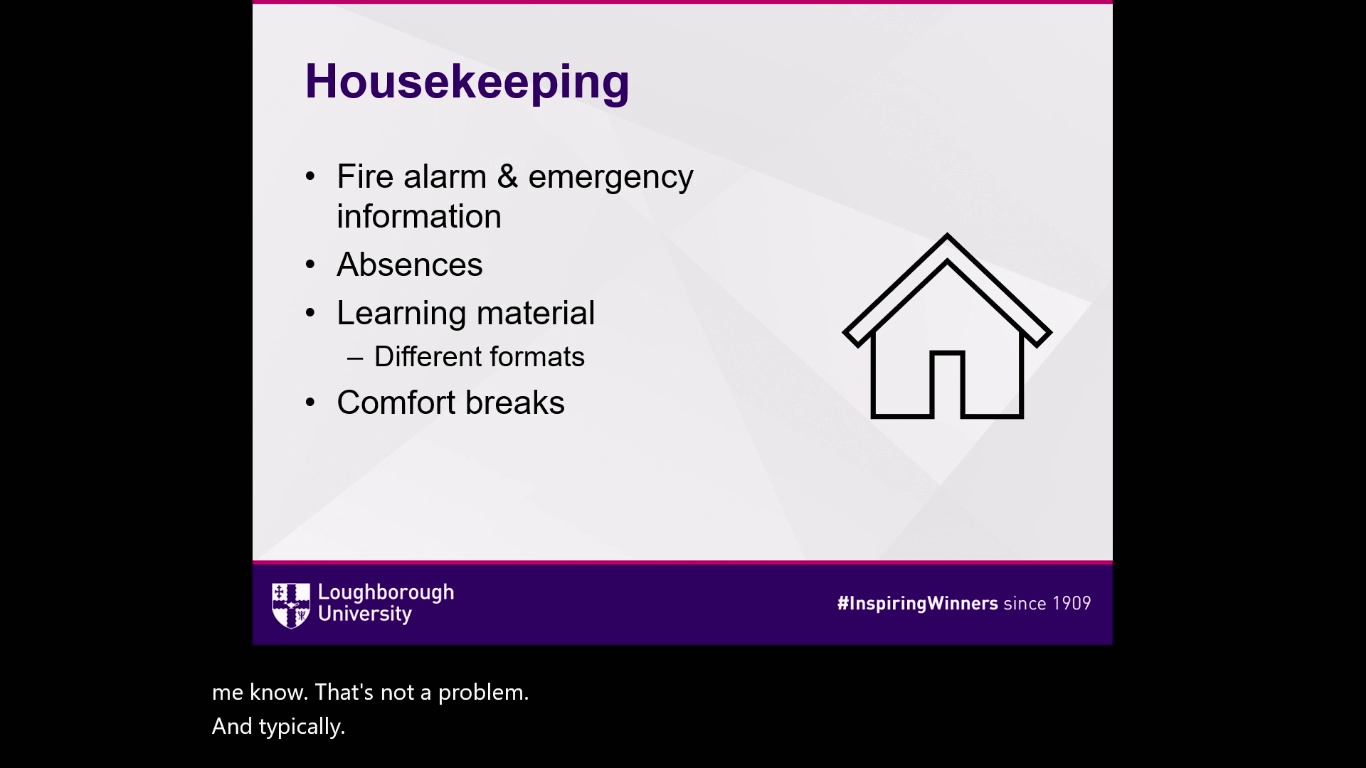 Housekeeping
• Fire alarm & emergency
information
• Absences
• Learning material
– Different formats
• Comfort breaks
Loughborough
University
#InspiringWinners since 1909
me know. That's not a problem.
And typically.